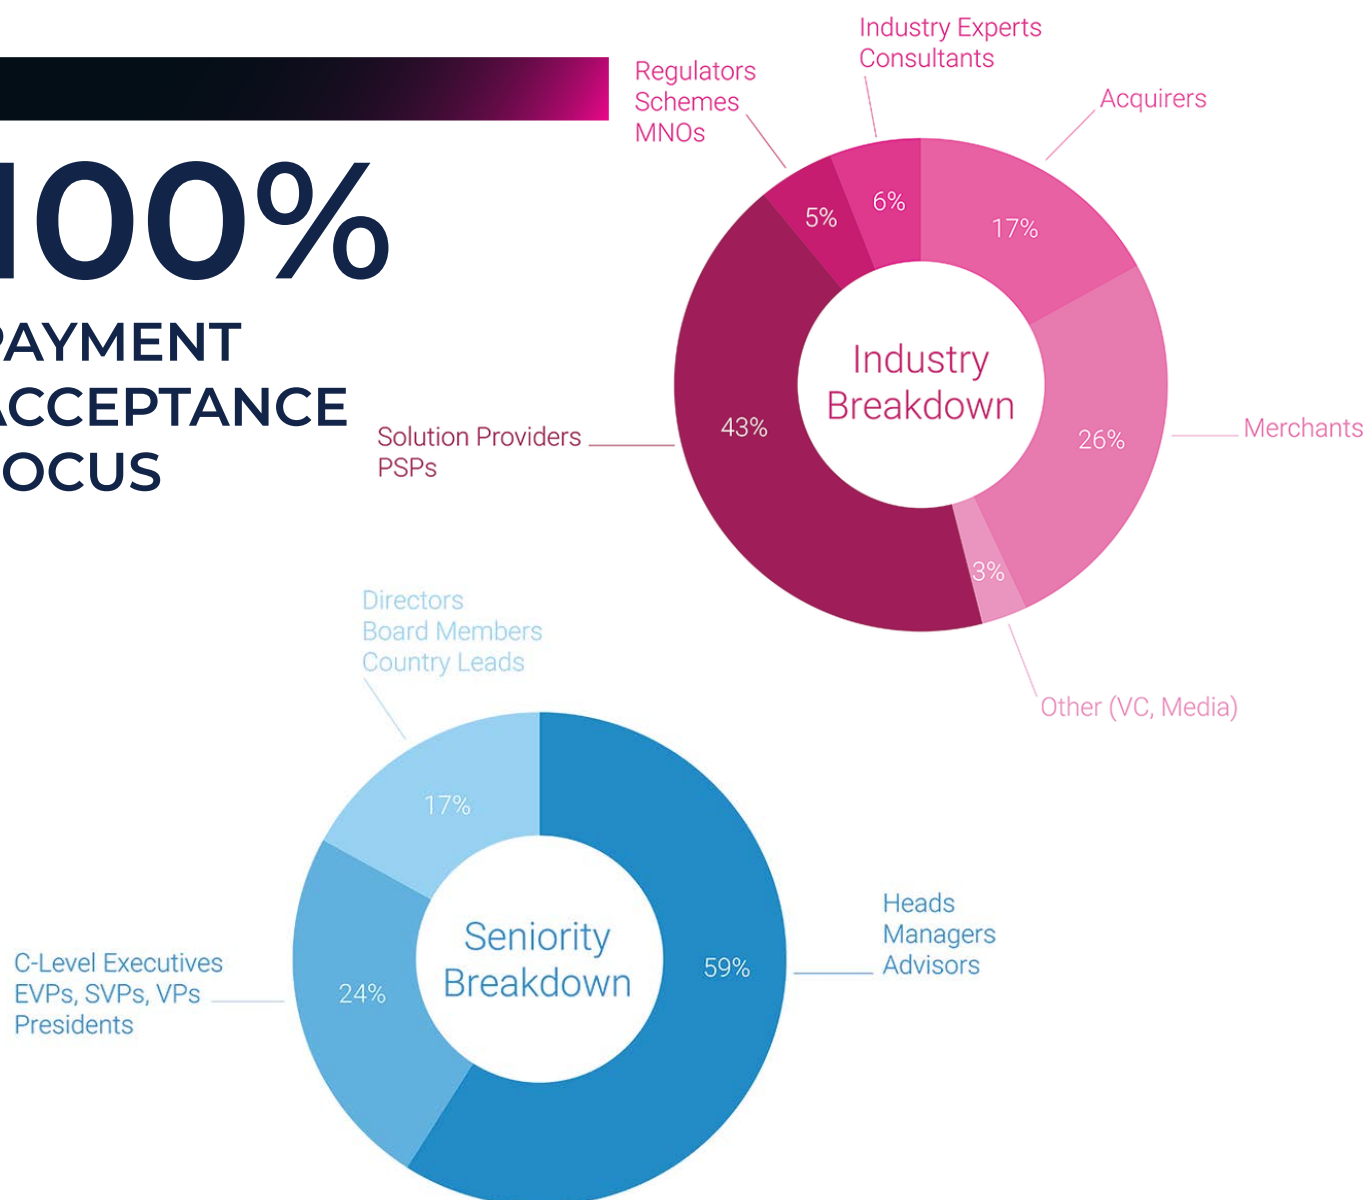 100%
PAYMENT
ACCEPTANCE
FOCUS
Industry Experts
Consultants
Regulators
Schemes
MNOs
Acquirers
5%
6%
17%
Industry
Breakdown
43%
26%
Solution Providers
PSPs
Merchants
3%
Other (VC, Media)
Directors
Board Members
Country Leads
17%
Seniority
Breakdown
59%
24%
Heads
Managers
Advisors
C-Level Executives
EVPs, SVPs, VPs
Presidents